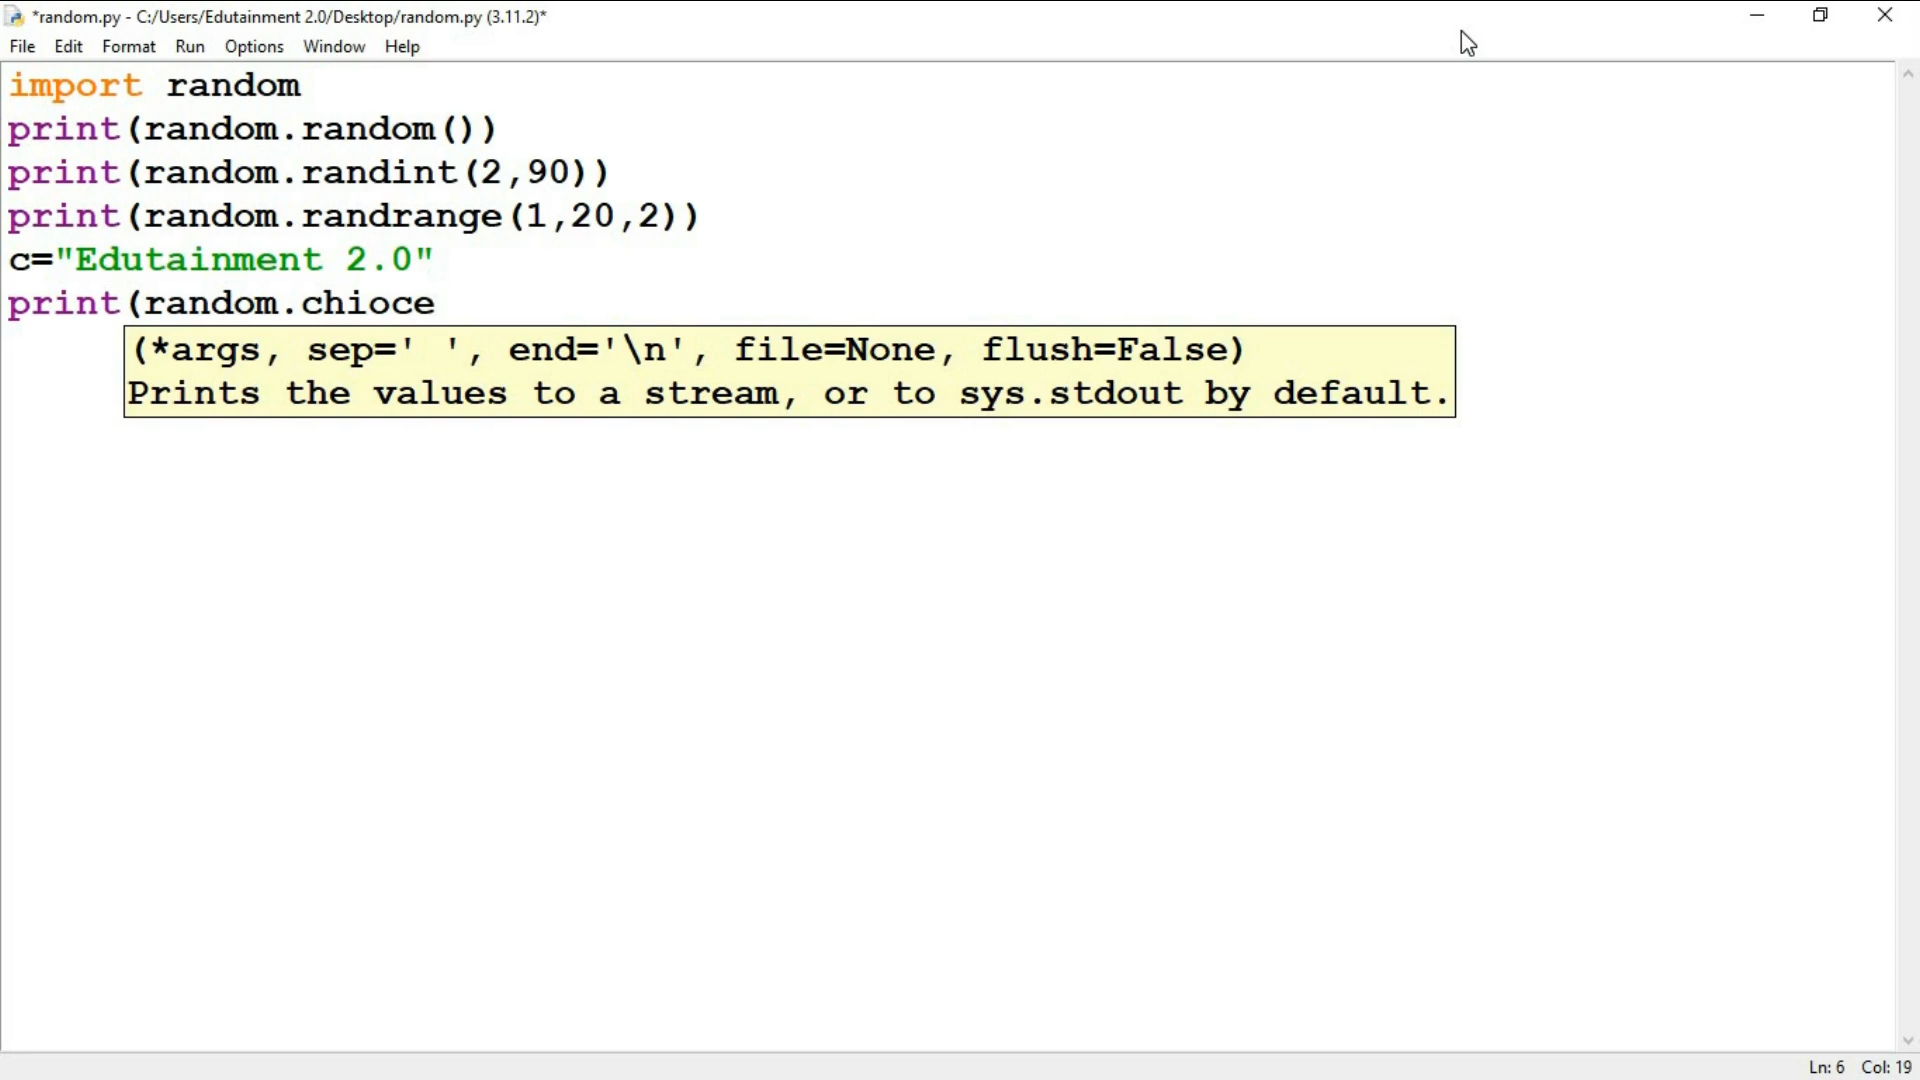 *random.py - C:/Users/Edutainment 2.0/Desktop/random.py (3.11.2)*
File Edit Format Run Options Window Help
import random
print(random.random())
print(random.randint(2,90))
print(random.randrange(1,20,2))
c="Edutainment 2.0"
print(random.chioce
(*args, sep=' ', end='\n', file=None, flush=False)
Prints the values to a stream, or to sys.stdout by default.
Ln: 6 Col: 19